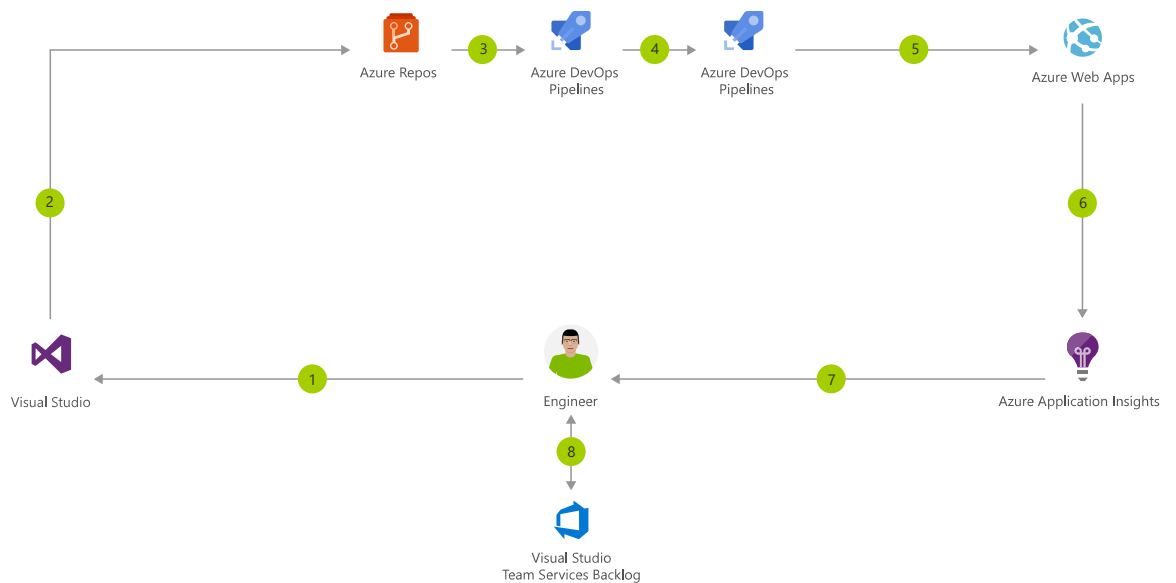 3
4
5
Azure Repos
Azure DevOps
Pipelines
Azure DevOps
Pipelines
Azure Web Apps
2
6
1
7
Visual Studio
Engineer
Azure Application Insights
8
Visual Studio
Team Services Backlog